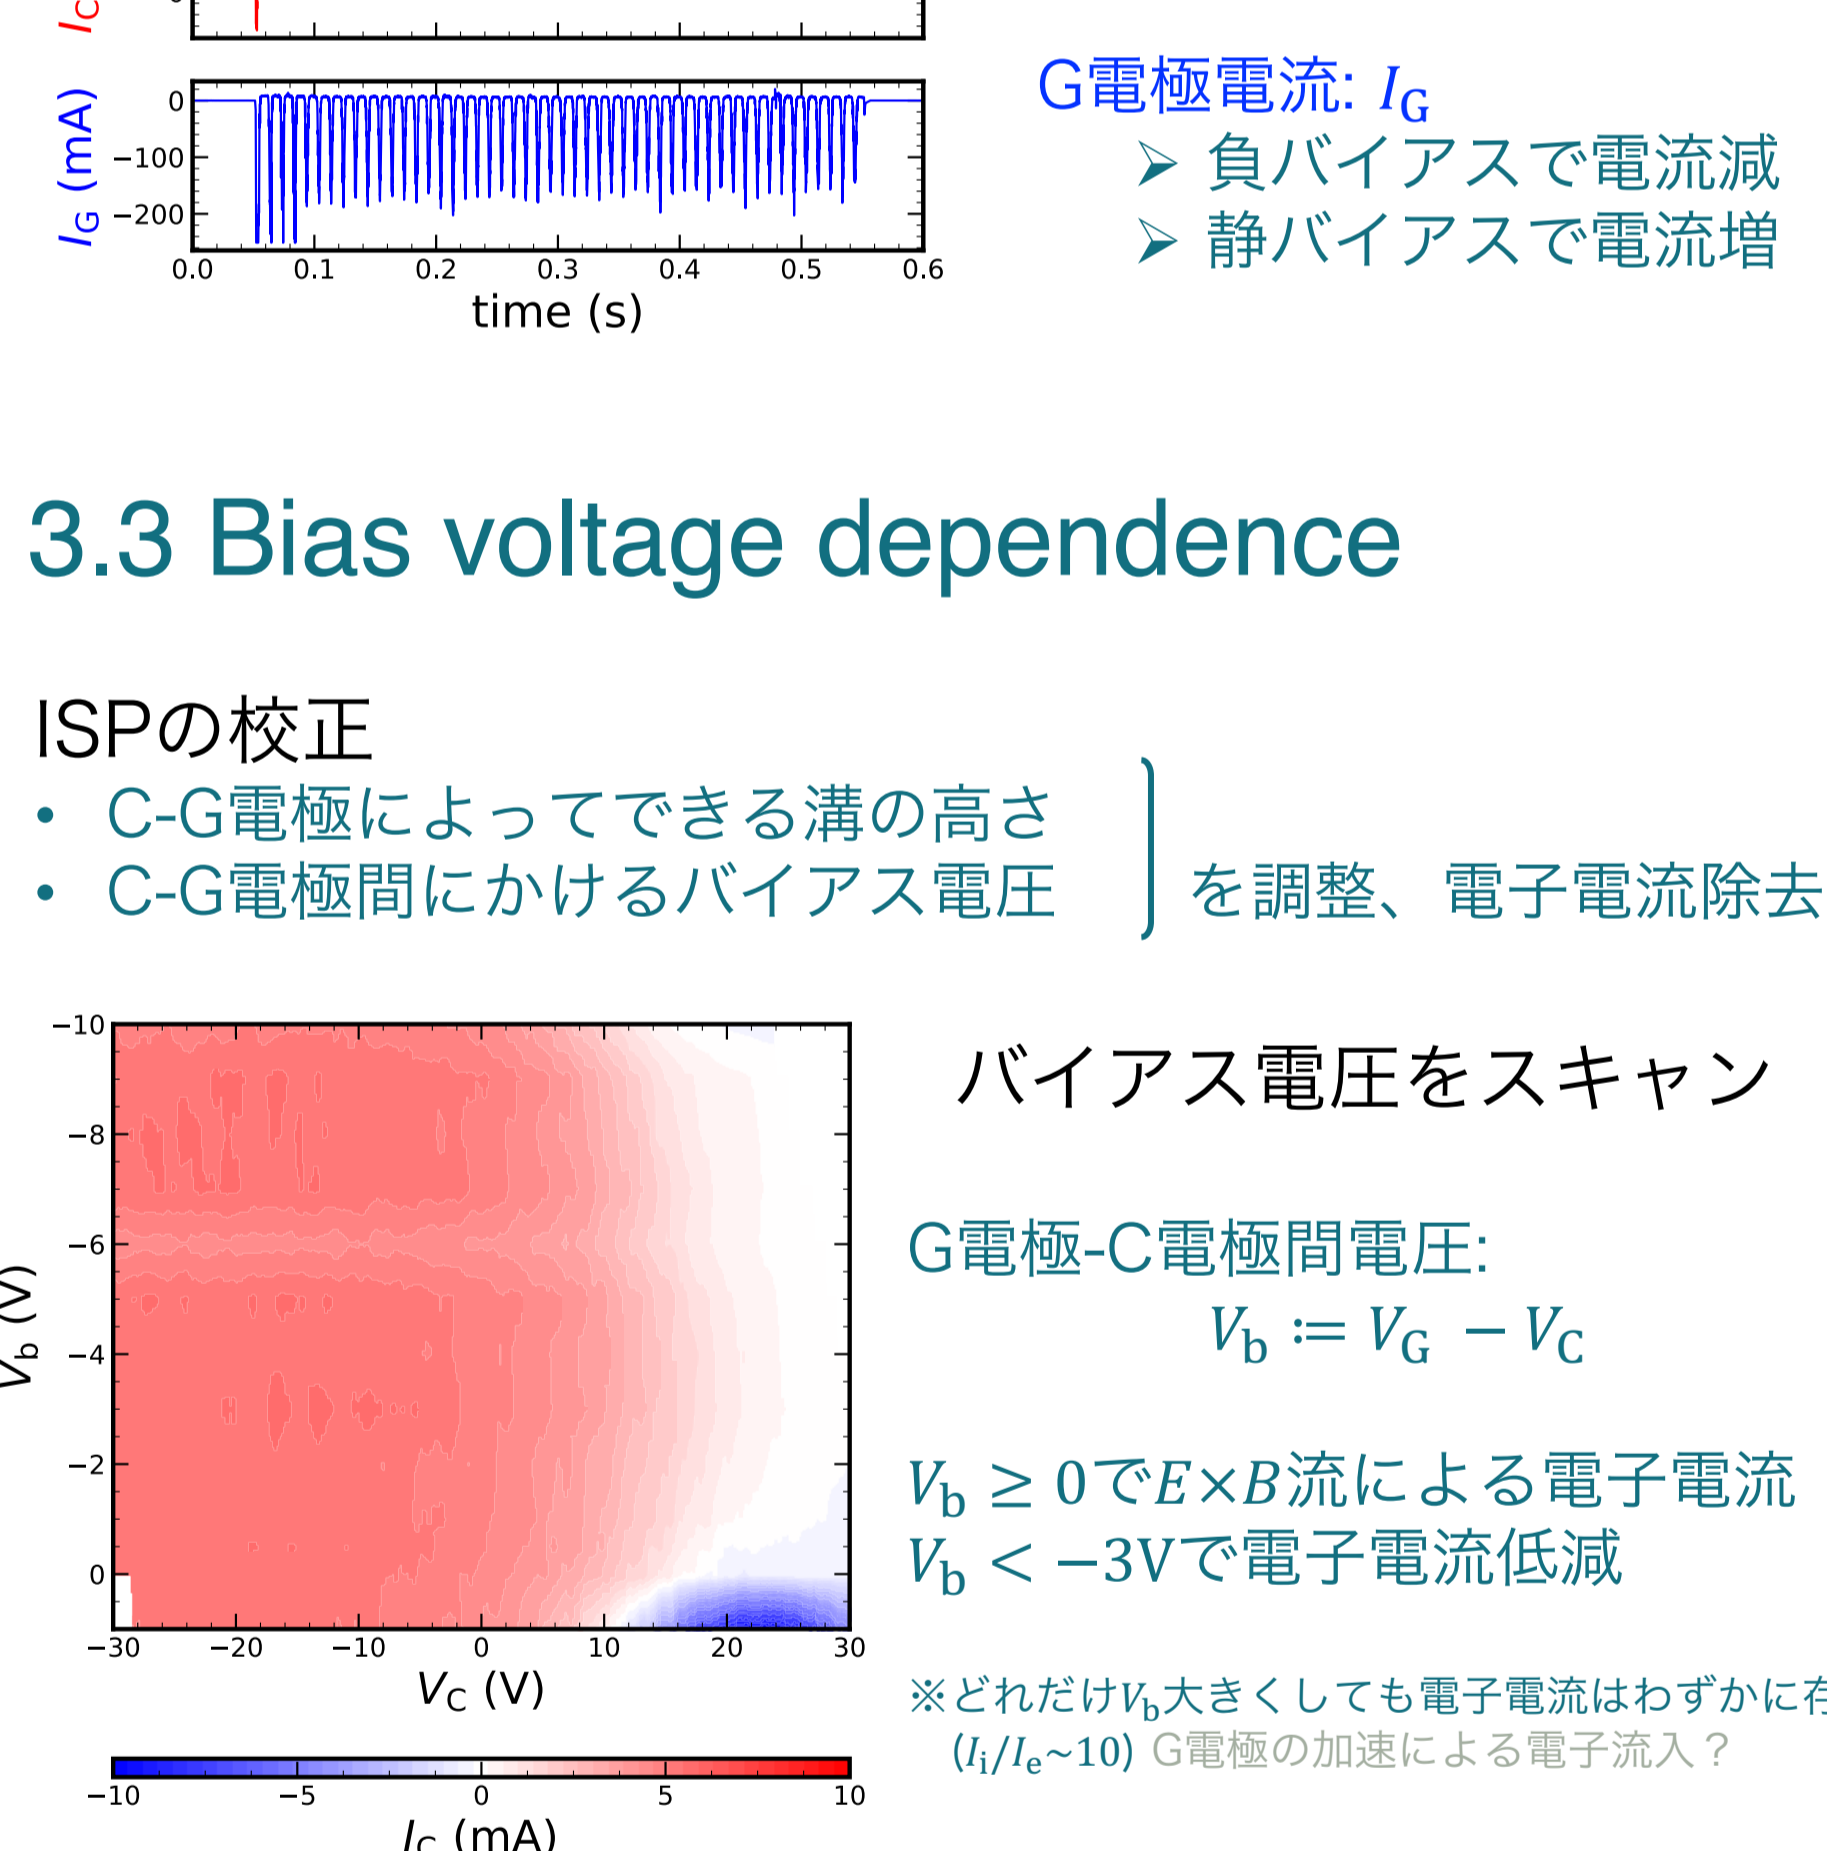 I_C
0
I_G (mA)
0
−100
−200
0.0 0.1 0.2 0.3 0.4 0.5 0.6
time (s)
G電極電流: I_G
➢ 負バイアスで電流減
➢ 静バイアスで電流増
3.3 Bias voltage dependence
ISPの校正
• C-G電極によってできる溝の高さ
• C-G電極間にかけるバイアス電圧
を調整、電子電流除去
V_b (V)
−10
−8
−6
−4
−2
0
−30 −20 −10 0 10 20 30
V_C (V)
−10 −5 0 5 10
I_C (mA)
バイアス電圧をスキャン
G電極-C電極間電圧:
V_b ≔ V_G − V_C
V_b ≥ 0でE×B流による電子電流
V_b < −3Vで電子電流低減
※どれだけV_b大きくしても電子電流はわずかに存
(I_i/I_e~10) G電極の加速による電子流入？